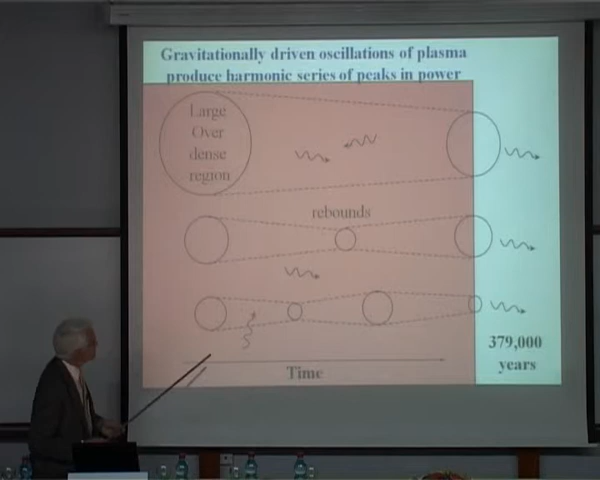 Gravitationally driven oscillations of plasma
produce harmonic series of peaks in power
Large
Over
dense
region
rebounds
379,000
years
Time